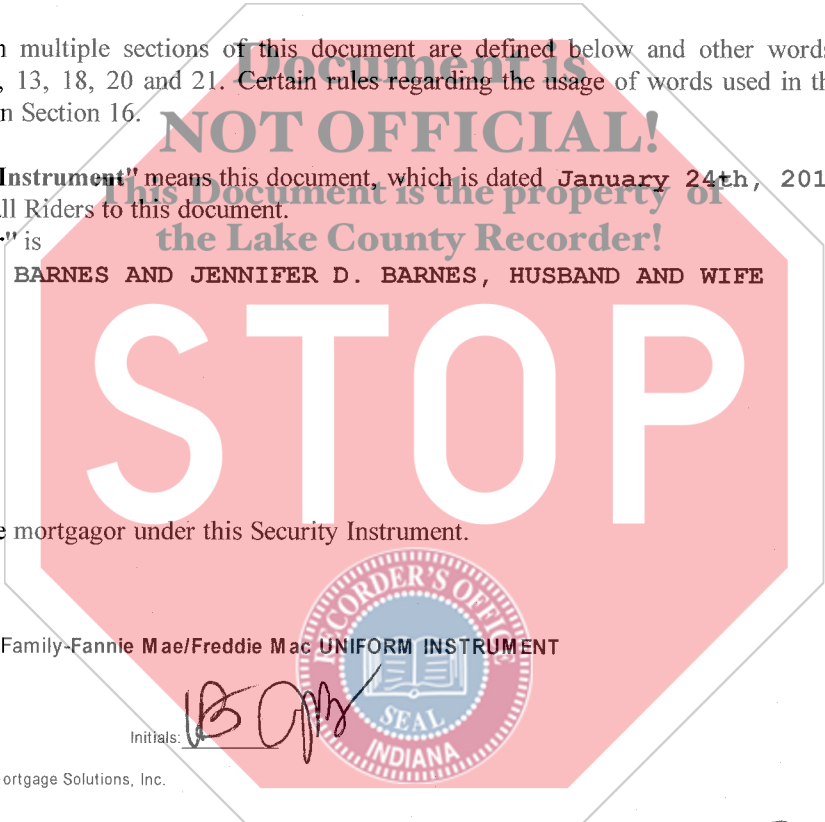 multiple sections of this document are defined below and other words
, 13, 18, 20 and 21. Certain rules regarding the usage of words used in th
n Section 16.
Document is
NOT OFFICIAL!
This Document is the property of
the Lake County Recorder!
Instrument" means this document, which is dated January 24th, 201
ll Riders to this document.
" is
BARNES AND JENNIFER D. BARNES, HUSBAND AND WIFE
STOP
e mortgagor under this Security Instrument.
RECORDER'S OFFICE
SEAL
INDIANA
Family-Fannie Mae/Freddie Mac UNIFORM INSTRUMENT
Initials:
ortgage Solutions, Inc.